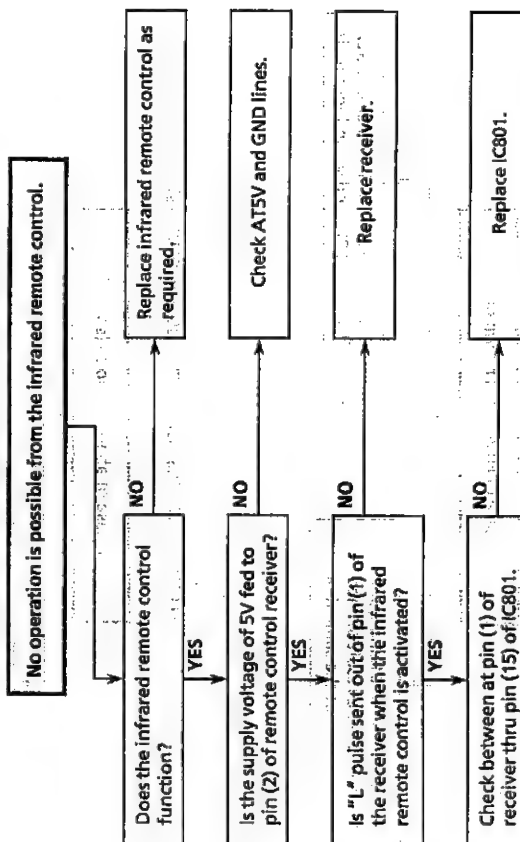 No operation is possible from the infrared remote control.
Does the infrared remote control
function?
NO
Replace infrared remote control as
required.
YES
Is the supply voltage of 5V fed to
pin (2) of remote control receiver?
NO
Check AT5V and GND lines.
YES
Is "L" pulse sent out of pin (1) of
the receiver when the infrared
remote control is activated?
NO
Replace receiver.
YES
Check between at pin (1) of
receiver thru pin (15) of IC801.
NO
Replace IC801.